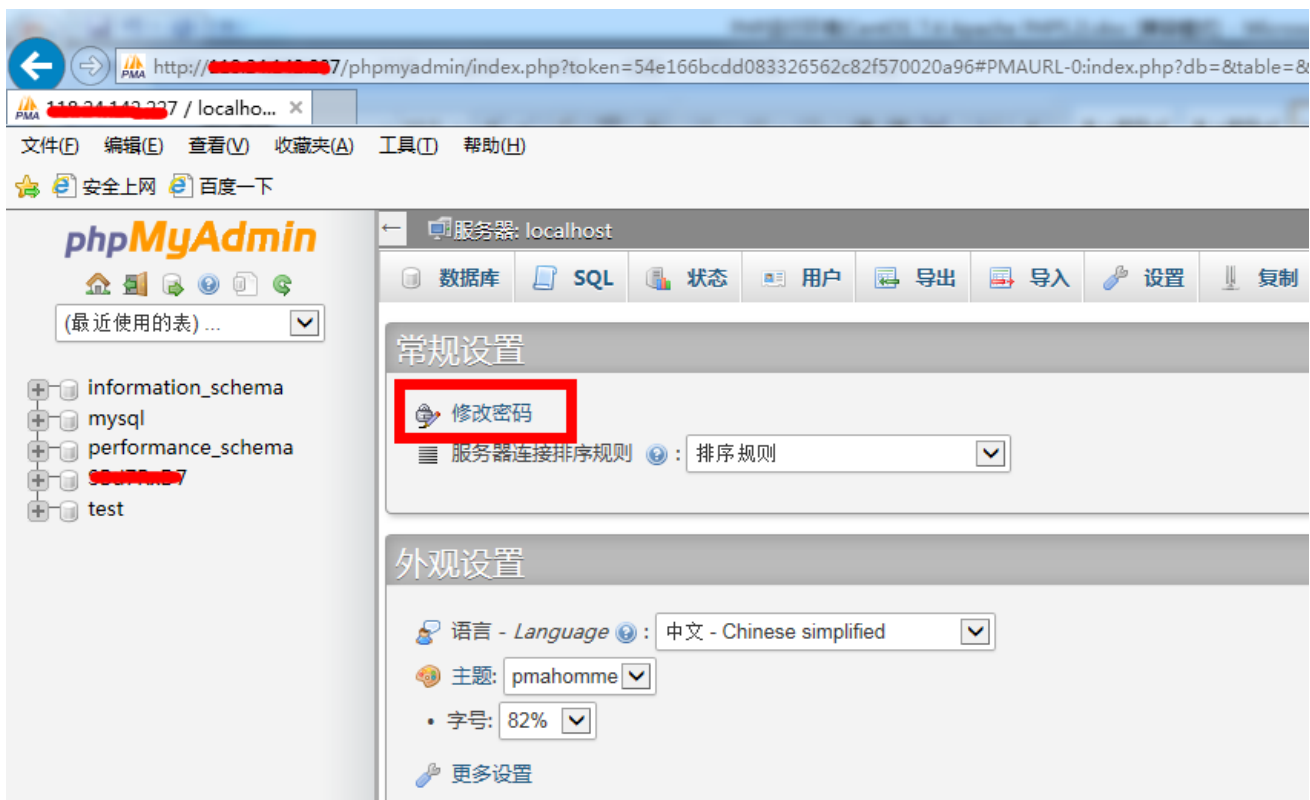 http:// 7/phpmyadmin/index.php?token=54e166bcdd083326562c82f570020a96#PMAURL-0:index.php?db=&table=&
7 / localho... ×
文件(F) 编辑(E) 查看(V) 收藏夹(A) 工具(T) 帮助(H)
安全上网 百度一下
phpMyAdmin
(最近使用的表) ...
information_schema
mysql
performance_schema
test
← 服务器: localhost
数据库 SQL 状态 用户 导出 导入 设置 复制
常规设置
修改密码
服务器连接排序规则 : 排序规则
外观设置
语言 - Language : 中文 - Chinese simplified
主题: pmahomme
• 字号: 82%
更多设置